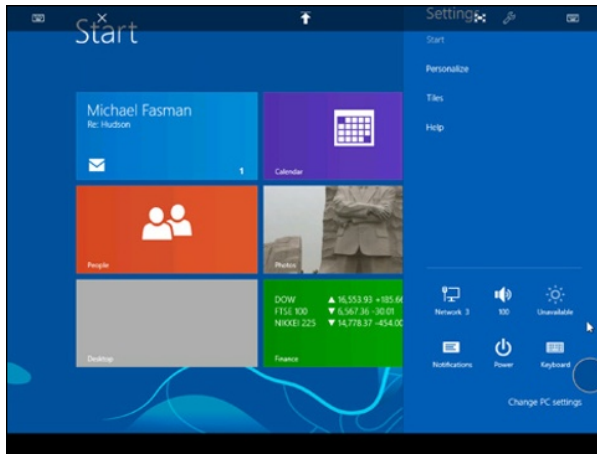 Start
Michael Fasman
Re: Hudson
1
Calendar
People
Photos
Desktop
DOW ▲ 16,553.93 +185.66
FTSE 100 ▼ 6,567.36 -30.01
NIKKEI 225 ▼ 14,778.37 -454.00
Finance
Settings
Start
Personalize
Tiles
Help
Network 3
100
Unavailable
Notifications
Power
Keyboard
Change PC settings